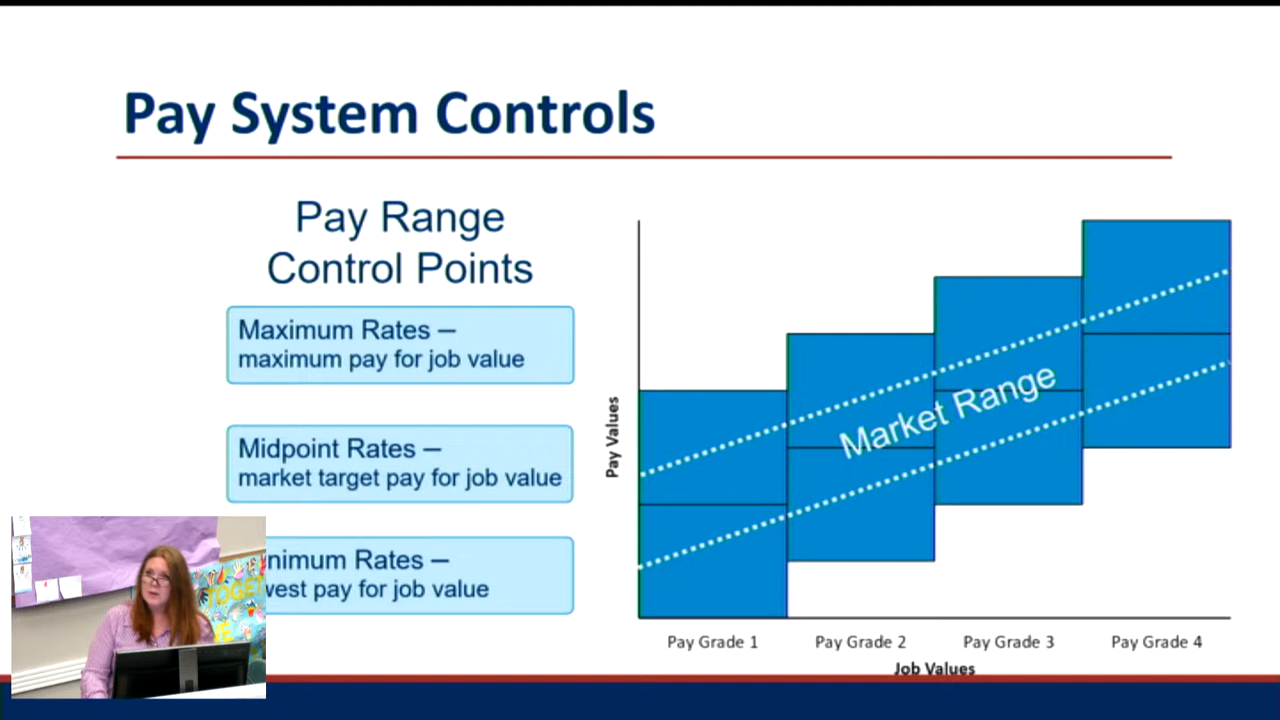 Pay System Controls
Pay Range
Control Points
Maximum Rates –
maximum pay for job value
Midpoint Rates –
market target pay for job value
Rates –
pay for job value
Pay Values
Market Range
Pay Grade 1
Pay Grade 2
Pay Grade 3
Pay Grade 4
Job Values